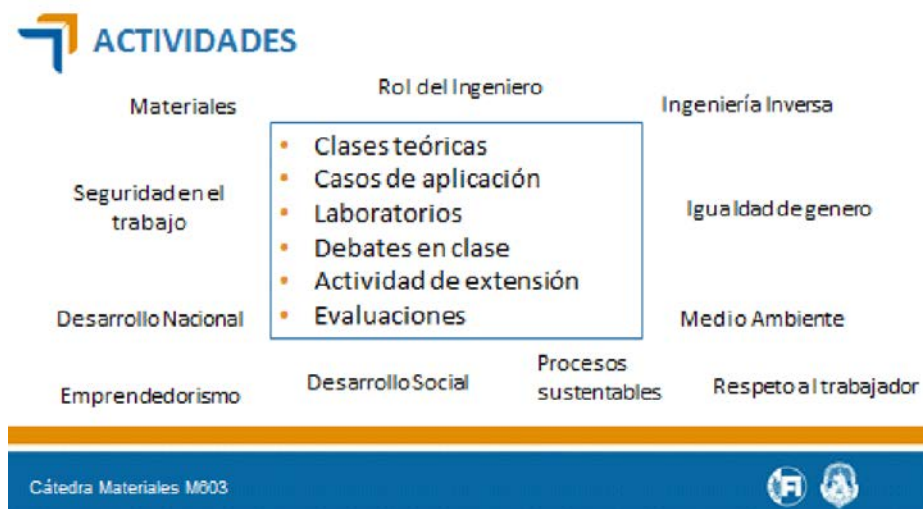 ACTIVIDADES
Rol del Ingeniero
Materiales
Ingeniería Inversa
• Clases teóricas
• Casos de aplicación
• Laboratorios
• Debates en clase
• Actividad de extensión
• Evaluaciones
Seguridad en el
trabajo
Igualdad de genero
Desarrollo Nacional
Medio Ambiente
Emprendedorismo
Desarrollo Social
Procesos
sustentables
Respeto al trabajador
Cátedra Materiales M603
FI